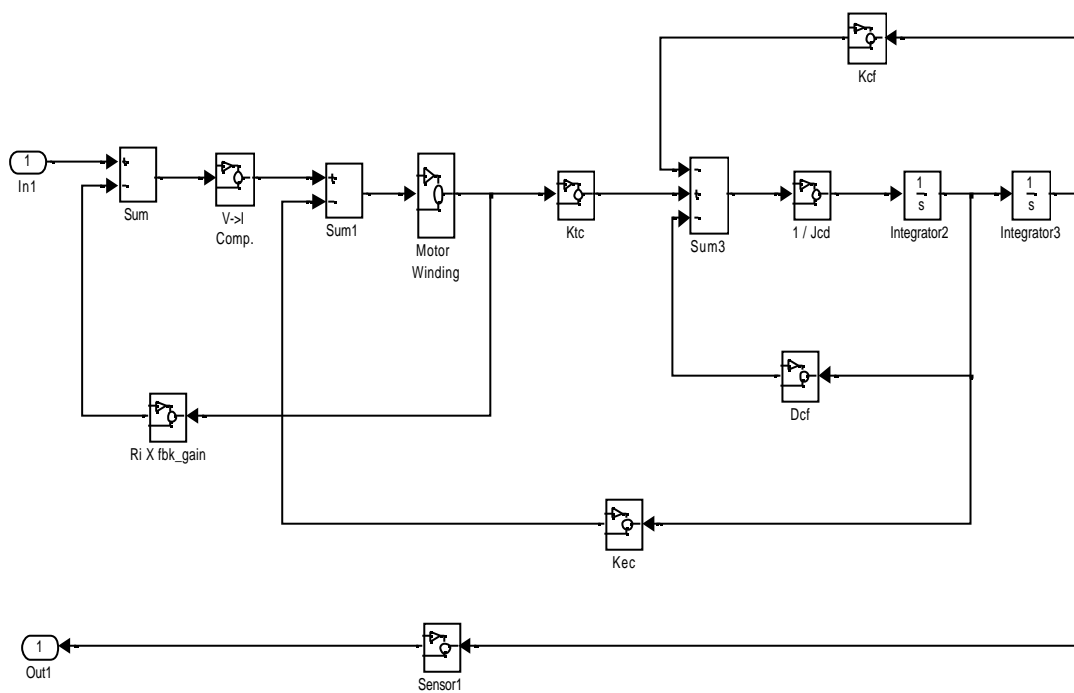 Kcf
1
In1
+
-
Sum
V->I
Comp.
+
-
Sum1
Motor
Winding
Ktc
-
+
-
Sum3
1 / Jcd
1
s
Integrator2
1
s
Integrator3
Dcf
Ri X fbk_gain
Kec
1
Out1
Sensor1